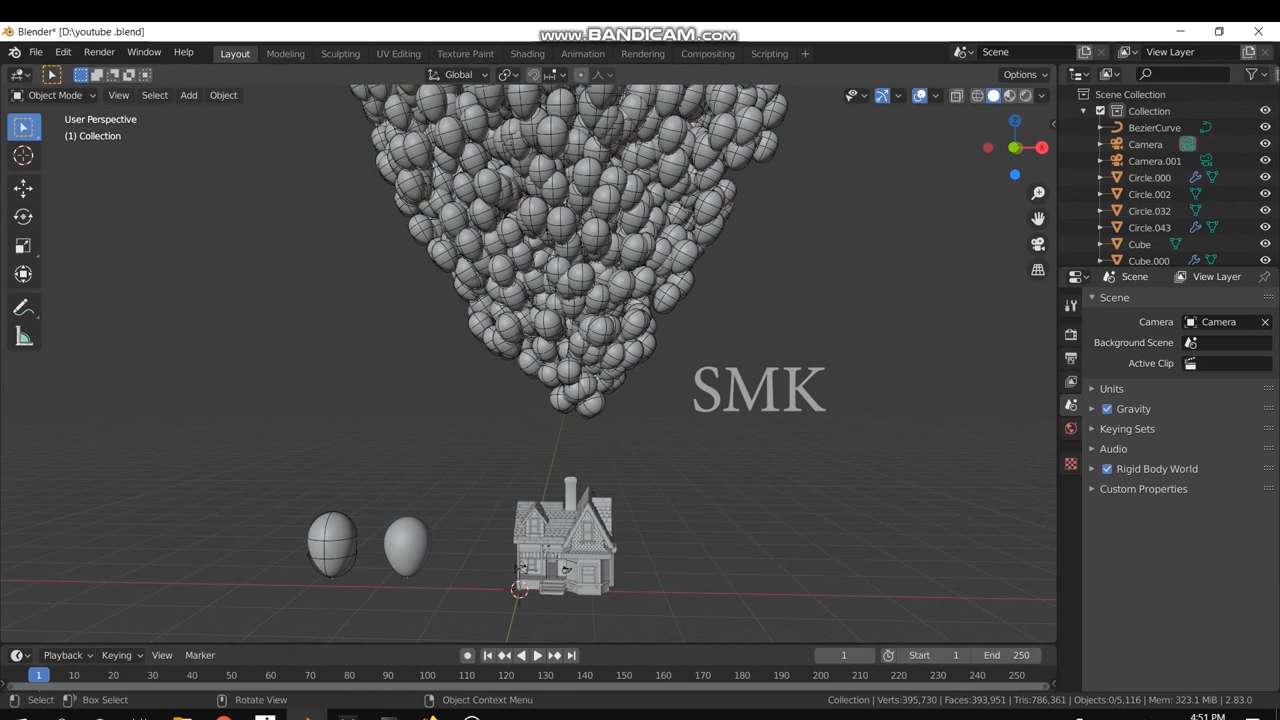 Blender* [D:\youtube .blend]
www.BANDICAM.com
File Edit Render Window Help
Layout Modeling Sculpting UV Editing Texture Paint Shading Animation Rendering Compositing Scripting +
Scene
View Layer
Global
Options
Object Mode View Select Add Object
User Perspective
(1) Collection
Z
X
SMK
Scene Collection
Collection
BezierCurve
Camera
Camera.001
Circle.000
Circle.002
Circle.032
Circle.043
Cube
Cube.000
Scene View Layer
Scene
Camera Camera
Background Scene
Active Clip
Units
Gravity
Keying Sets
Audio
Rigid Body World
Custom Properties
Playback Keying View Marker
1 Start 1 End 250
1 10 20 30 40 50 60 70 80 90 100 110 120 130 140 150 160 170 180 190 200 210 220 230 240 250
Select Box Select Rotate View Object Context Menu
Collection | Verts:395,730 | Faces:393,951 | Tris:786,361 | Objects:0/5,116 | Mem: 323.1 MiB | 2.83.0
4:51 PM